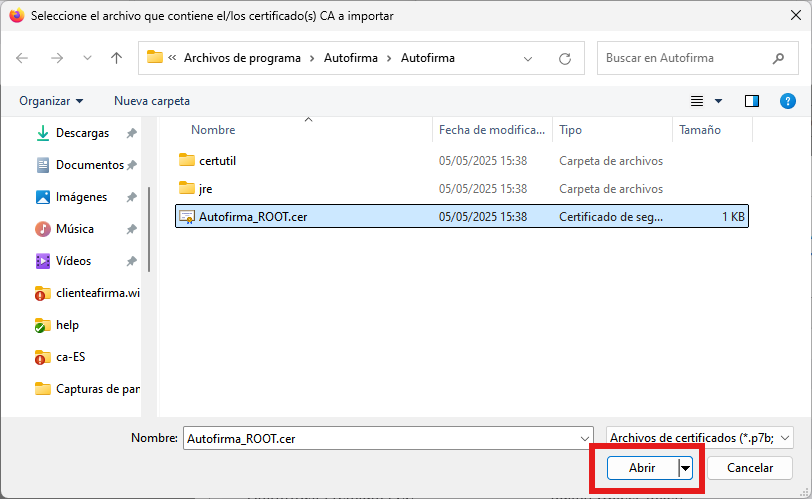 Seleccione el archivo que contiene el/los certificado(s) CA a importar
« Archivos de programa > Autofirma > Autofirma
Buscar en Autofirma
Organizar
Nueva carpeta
Nombre
Fecha de modifica...
Tipo
Tamaño
Descargas
Documentos
Imágenes
Música
Vídeos
clienteafirma.wi
help
ca-ES
Capturas de pan
certutil 05/05/2025 15:38 Carpeta de archivos
jre 05/05/2025 15:38 Carpeta de archivos
Autofirma_ROOT.cer 05/05/2025 15:38 Certificado de seg... 1 KB
Nombre: Autofirma_ROOT.cer
Archivos de certificados (*.p7b;
Abrir
Cancelar